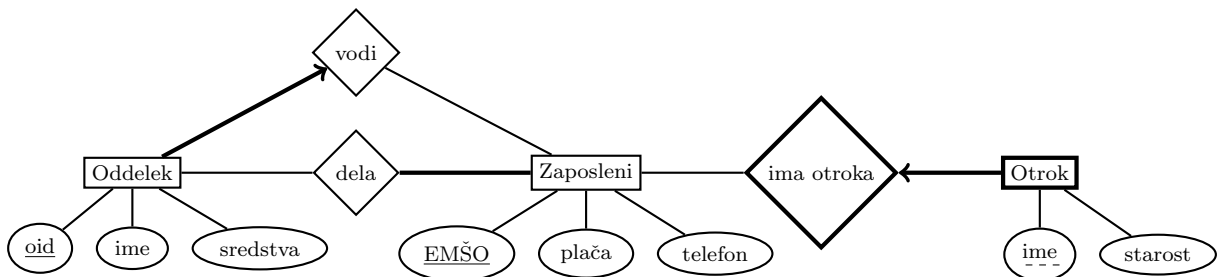 vodi
Oddelek
dela
Zaposleni
ima otroka
Otrok
oid
ime
sredstva
EMŠO
plača
telefon
ime
starost